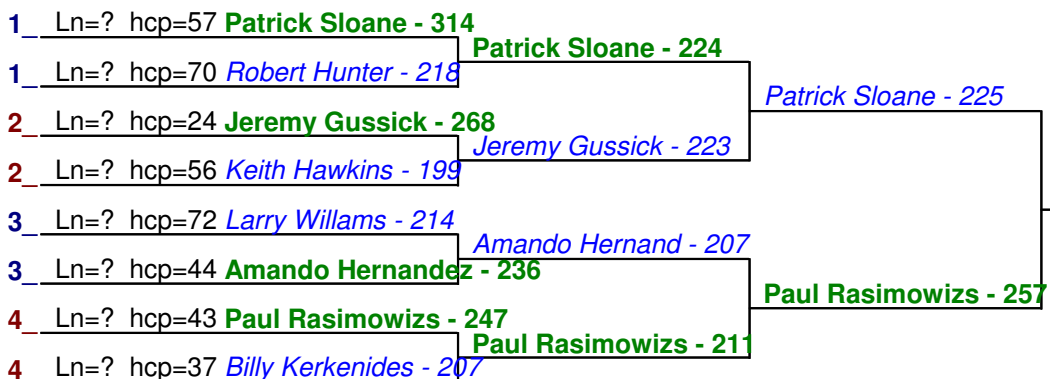 1_ Ln=? hcp=57 Patrick Sloane - 314
Patrick Sloane - 224
1_ Ln=? hcp=70 Robert Hunter - 218
Patrick Sloane - 225
2_ Ln=? hcp=24 Jeremy Gussick - 268
Jeremy Gussick - 223
2_ Ln=? hcp=56 Keith Hawkins - 199
3_ Ln=? hcp=72 Larry Willams - 214
Amando Hernand - 207
3_ Ln=? hcp=44 Amando Hernandez - 236
Paul Rasimowizs - 257
4_ Ln=? hcp=43 Paul Rasimowizs - 247
Paul Rasimowizs - 211
4 Ln=? hcp=37 Billy Kerkenides - 207